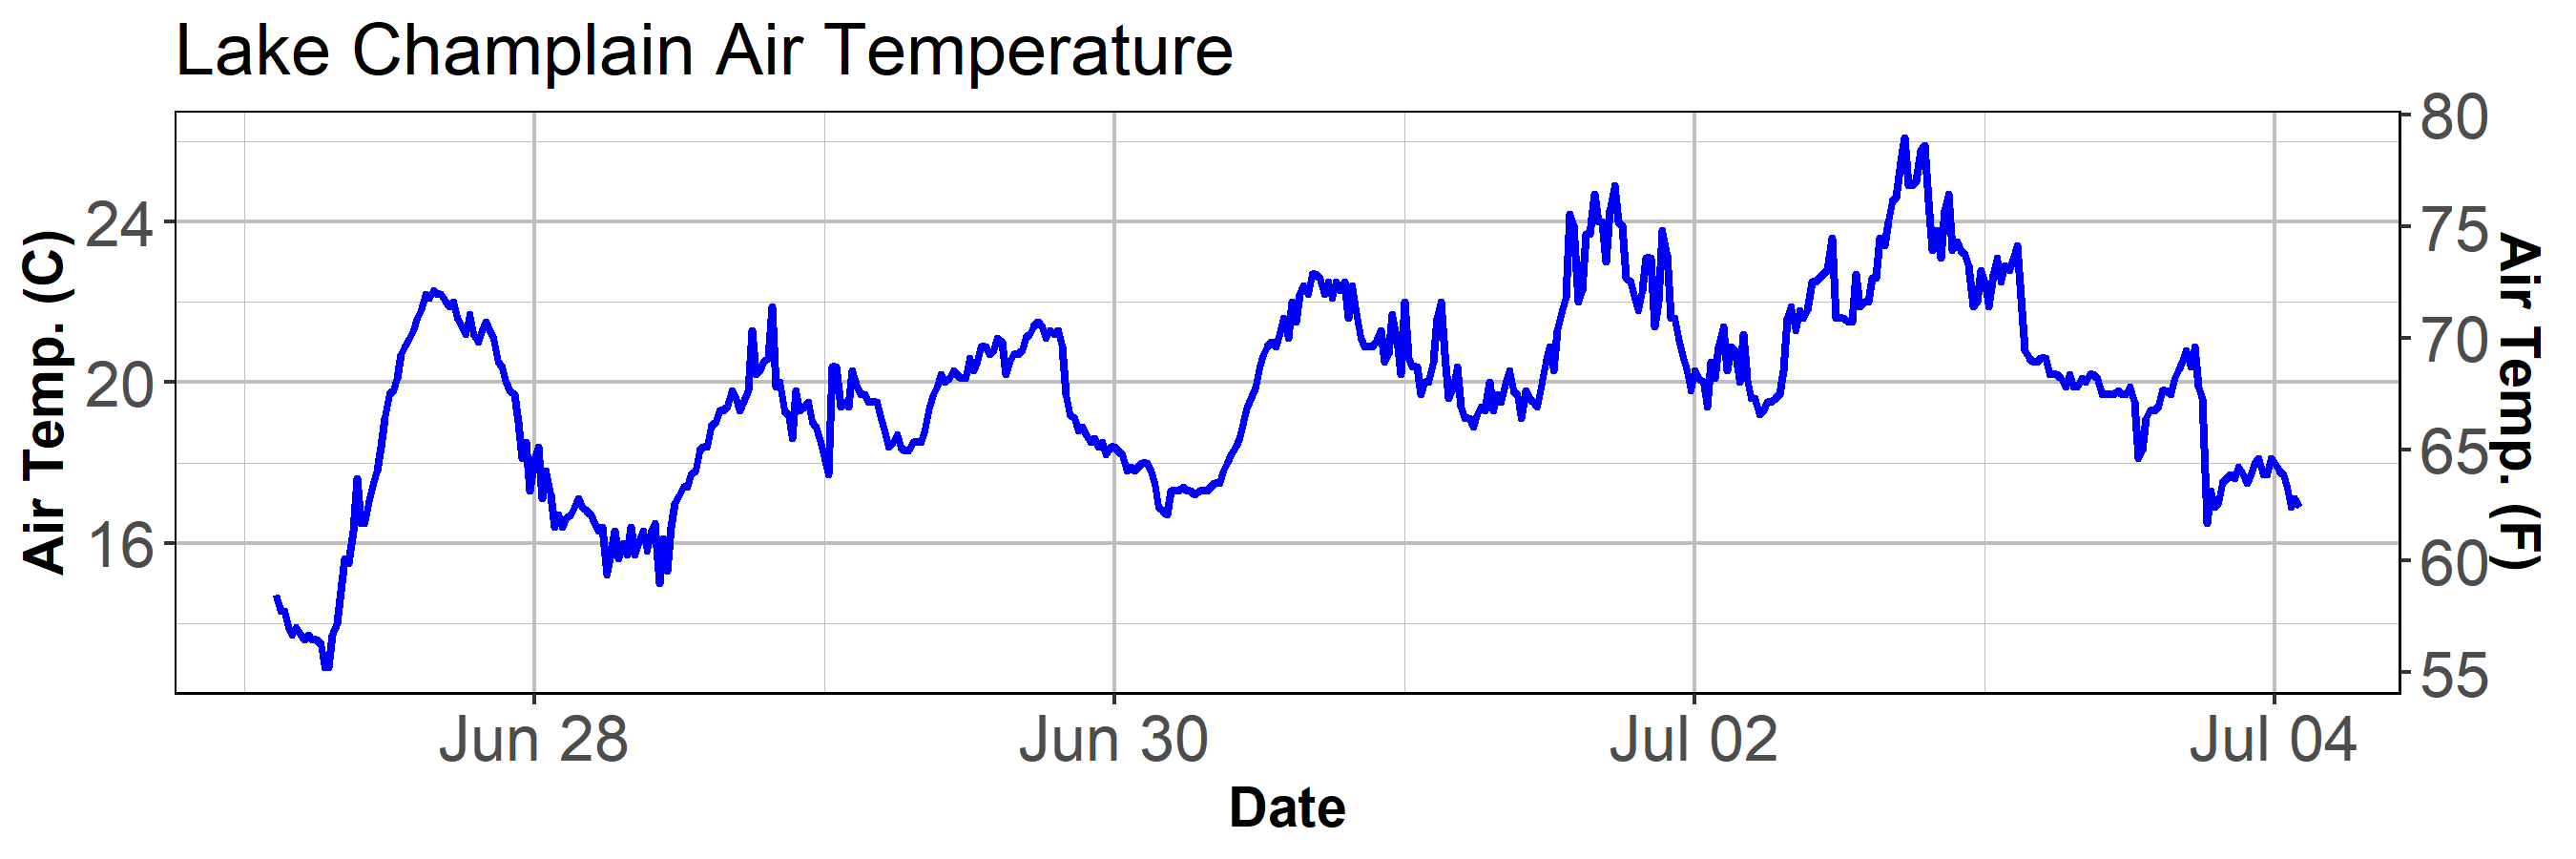 Lake Champlain Air Temperature
Air Temp. (C)
24
20
16
80
75
70
65
60
55
Air Temp. (F)
Jun 28
Jun 30
Jul 02
Jul 04
Date